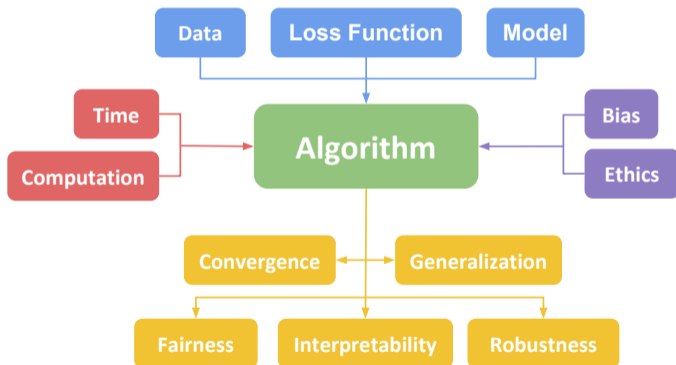 Data
Loss Function
Model
Time
Bias
Algorithm
Computation
Ethics
Convergence
Generalization
Fairness
Interpretability
Robustness